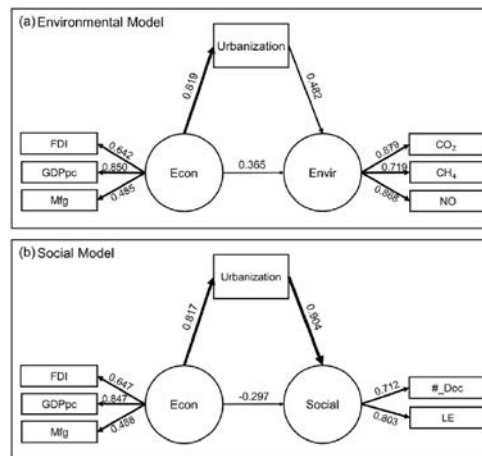 (a) Environmental Model
Urbanization
0.819
0.482
FDI
GDPpc
Mfg
0.642
0.850
0.485
Econ
0.365
Envir
0.879
0.719
0.868
CO₂
CH₄
NO
(b) Social Model
Urbanization
0.817
0.904
FDI
GDPpc
Mfg
0.647
0.847
0.488
Econ
-0.297
Social
0.712
0.803
#_Doc
LE